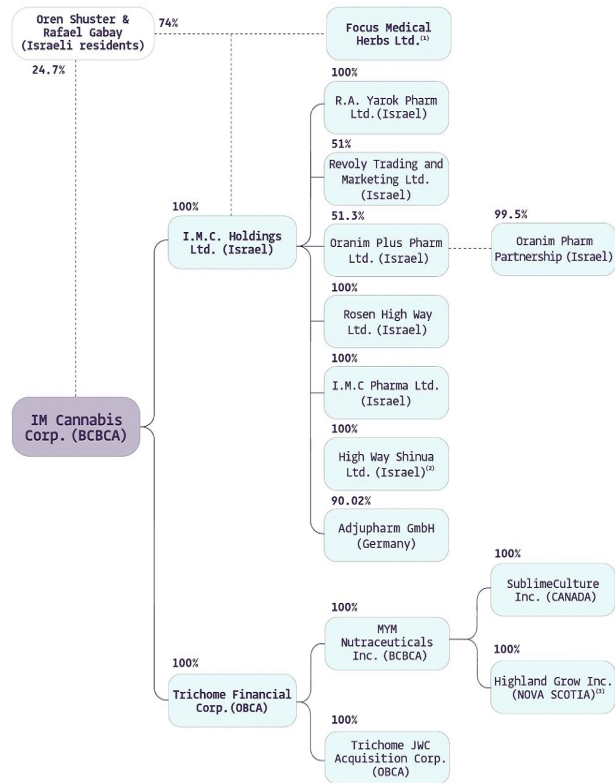 Oren Shuster &
Rafael Gabay
(Israeli residents)
74%
24.7%
Focus Medical
Herbs Ltd.(1)
100%
R.A. Yarok Pharm
Ltd.(Israel)
51%
Revoly Trading and
Marketing Ltd.
(Israel)
100%
I.M.C. Holdings
Ltd. (Israel)
51.3%
Oranim Plus Pharm
Ltd. (Israel)
99.5%
Oranim Pharm
Partnership (Israel)
100%
Rosen High Way
Ltd. (Israel)
100%
I.M.C Pharma Ltd.
(Israel)
IM Cannabis
Corp. (BCBCA)
100%
High Way Shinua
Ltd. (Israel)(2)
90.02%
Adjupharm GmbH
(Germany)
100%
SublimeCulture
Inc. (CANADA)
100%
MYM
Nutraceuticals
Inc. (BCBCA)
100%
Highland Grow Inc.
(NOVA SCOTIA)(3)
100%
Trichome Financial
Corp.(OBCA)
100%
Trichome JWC
Acquisition Corp.
(OBCA)